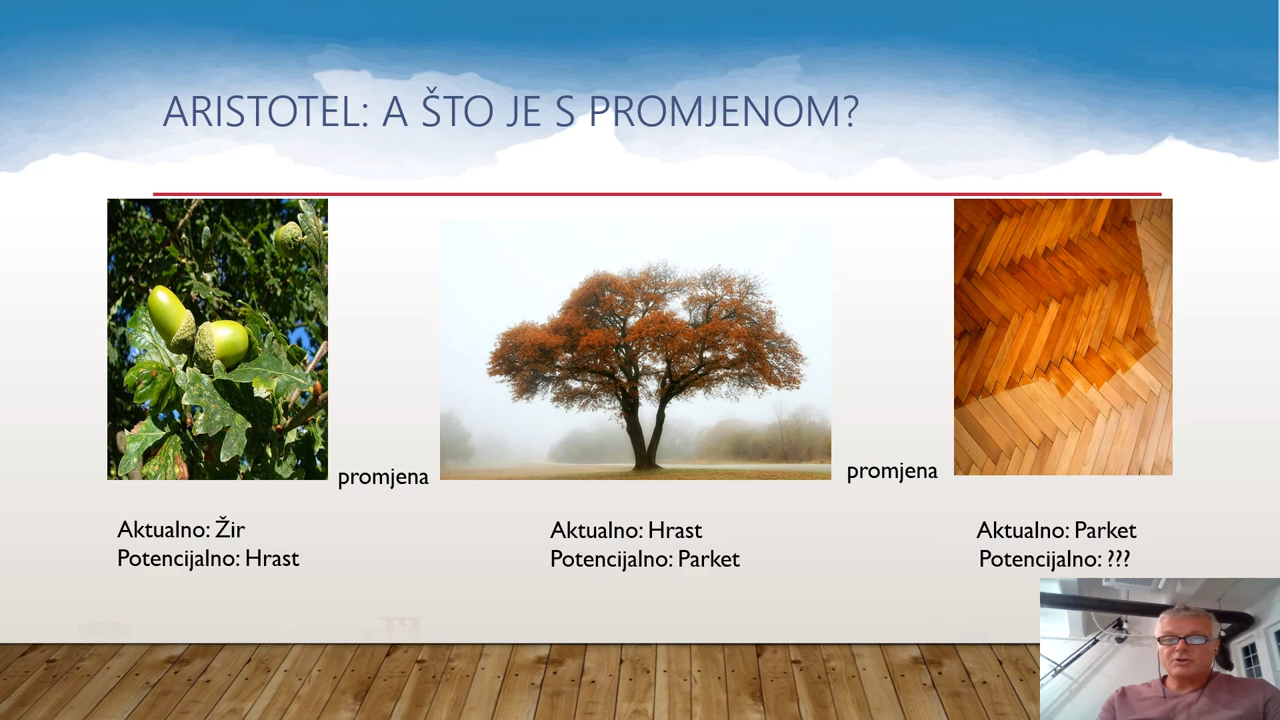 ARISTOTEL: A ŠTO JE S PROMJENOM?
promjena
promjena
Aktualno: Žir
Potencijalno: Hrast
Aktualno: Hrast
Potencijalno: Parket
Aktualno: Parket
Potencijalno: ???